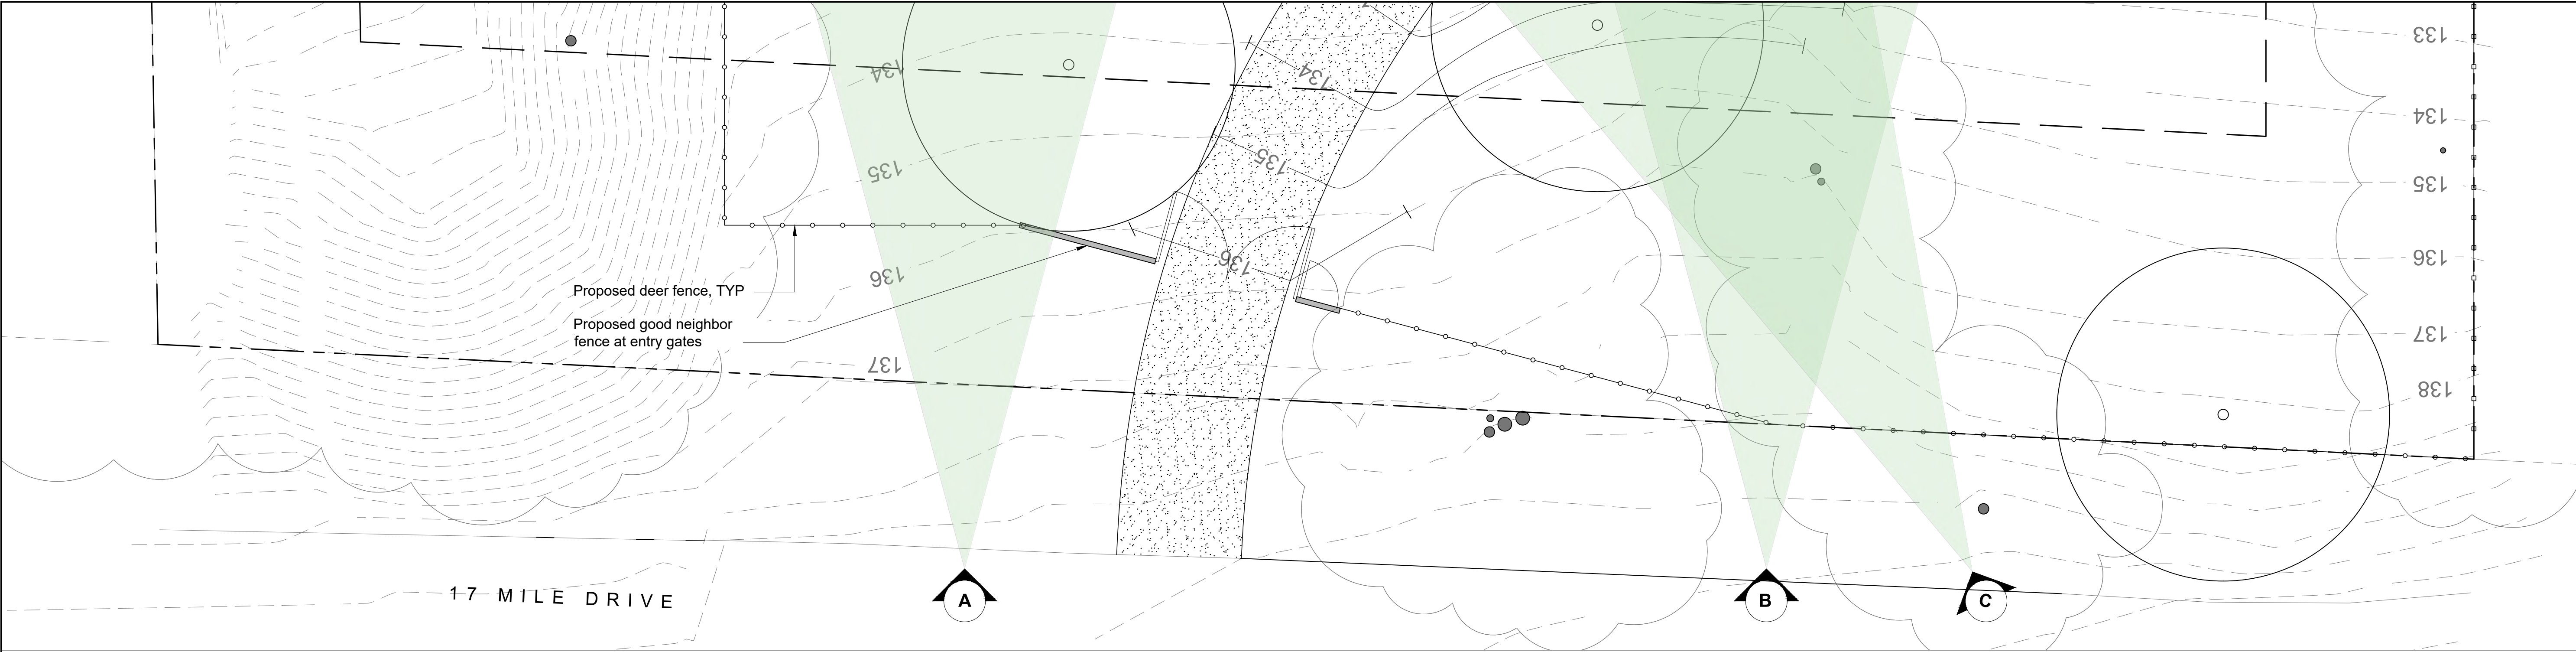 133
134
134
134
135
135
135
136
136
136
Proposed deer fence, TYP
Proposed good neighbor
fence at entry gates
137
137
138
17 MILE DRIVE
A
B
C